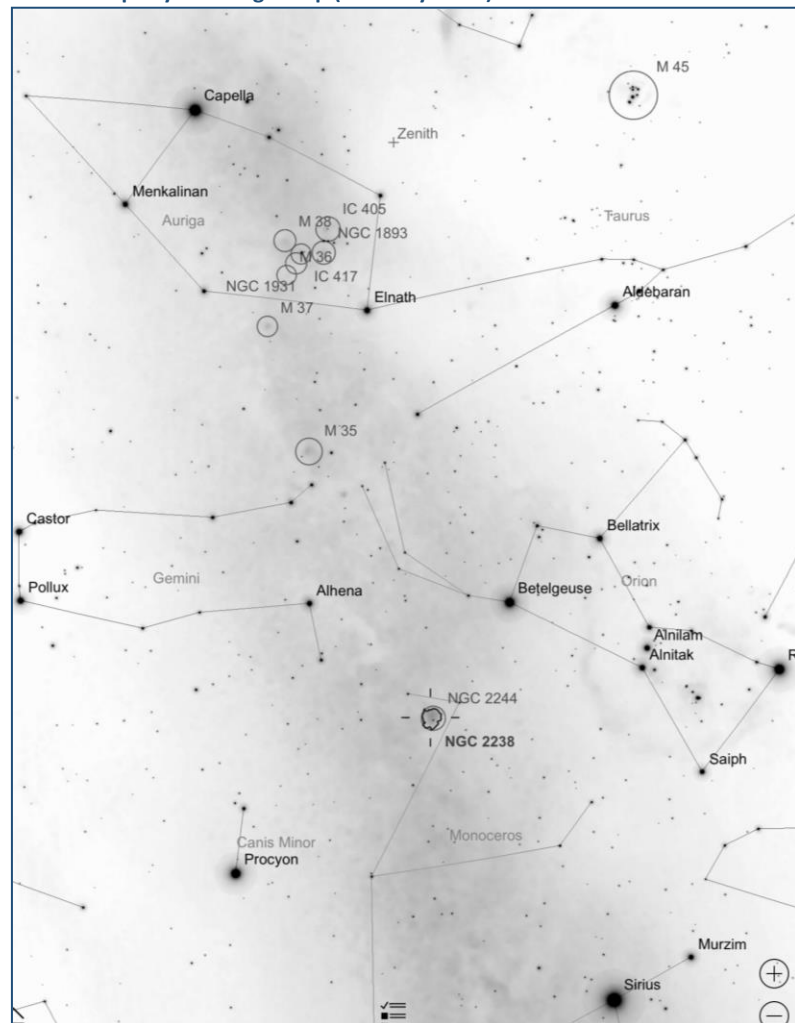 M 45
Capella
Zenith
Menkalinan
IC 405
Auriga
M 38
Taurus
NGC 1893
M 36
IC 417
NGC 1931
Aldebaran
M 37
Elnath
M 35
Castor
Bellatrix
Gemini
Orion
Pollux
Alhena
Betelgeuse
Alnilam
Alnitak
R
NGC 2244
NGC 2238
Saiph
Monoceros
Canis Minor
Procyon
Murzim
Sirius